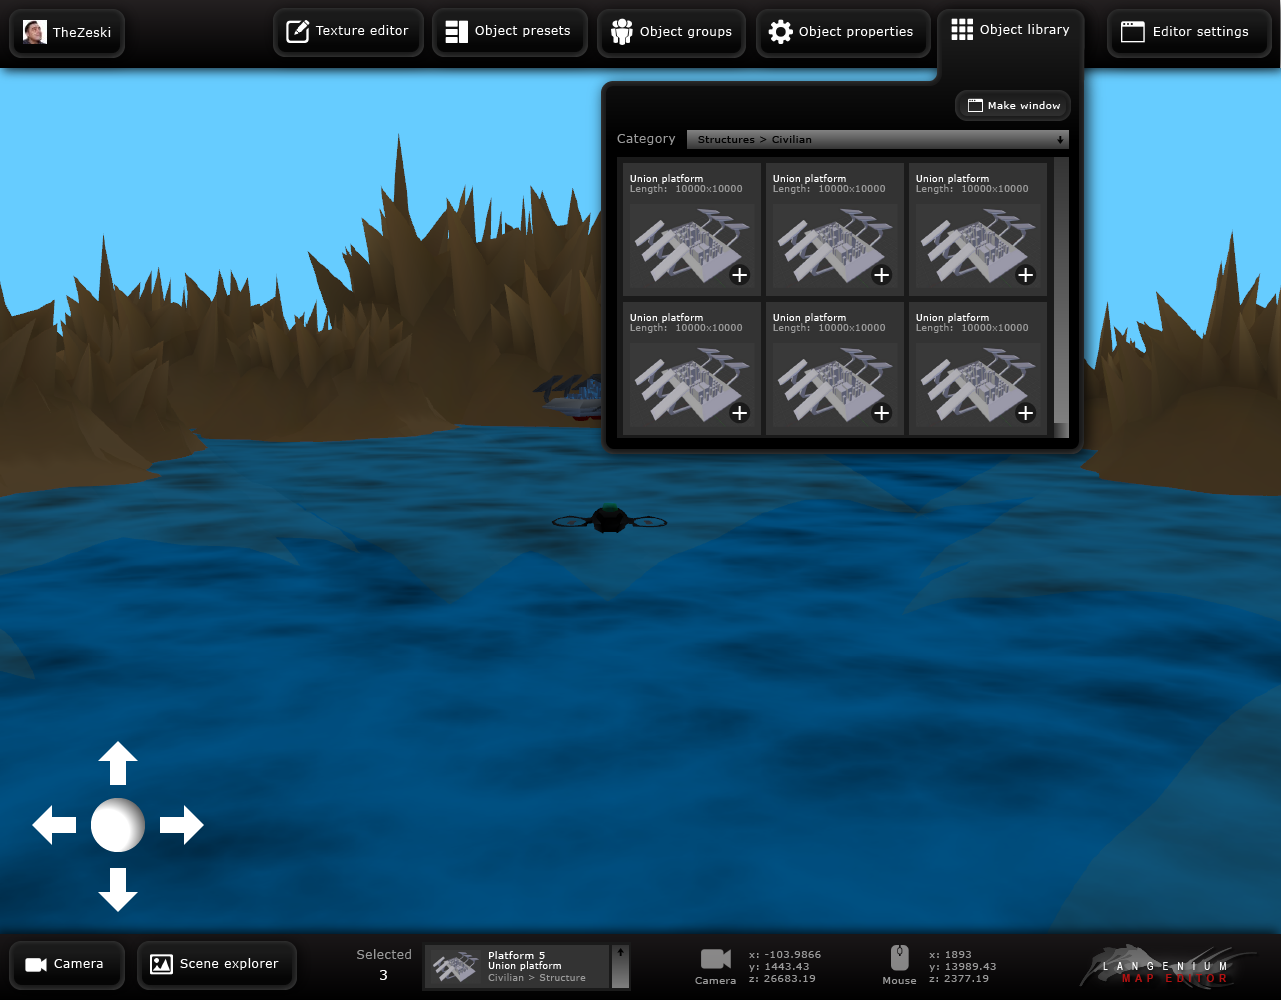 TheZeski
Texture editor
Object presets
Object groups
Object properties
Object library
Editor settings
Make window
Category
Structures > Civilian
Union platform
Length: 10000x10000
Union platform
Length: 10000x10000
Union platform
Length: 10000x10000
Union platform
Length: 10000x10000
Union platform
Length: 10000x10000
Union platform
Length: 10000x10000
Camera
Scene explorer
Selected
3
Platform 5
Union platform
Civilian > Structure
Camera
x: -103.9866
y: 1443.43
z: 26683.19
Mouse
x: 1893
y: 13989.43
z: 2377.19
LANGENIUM
MAP EDITOR